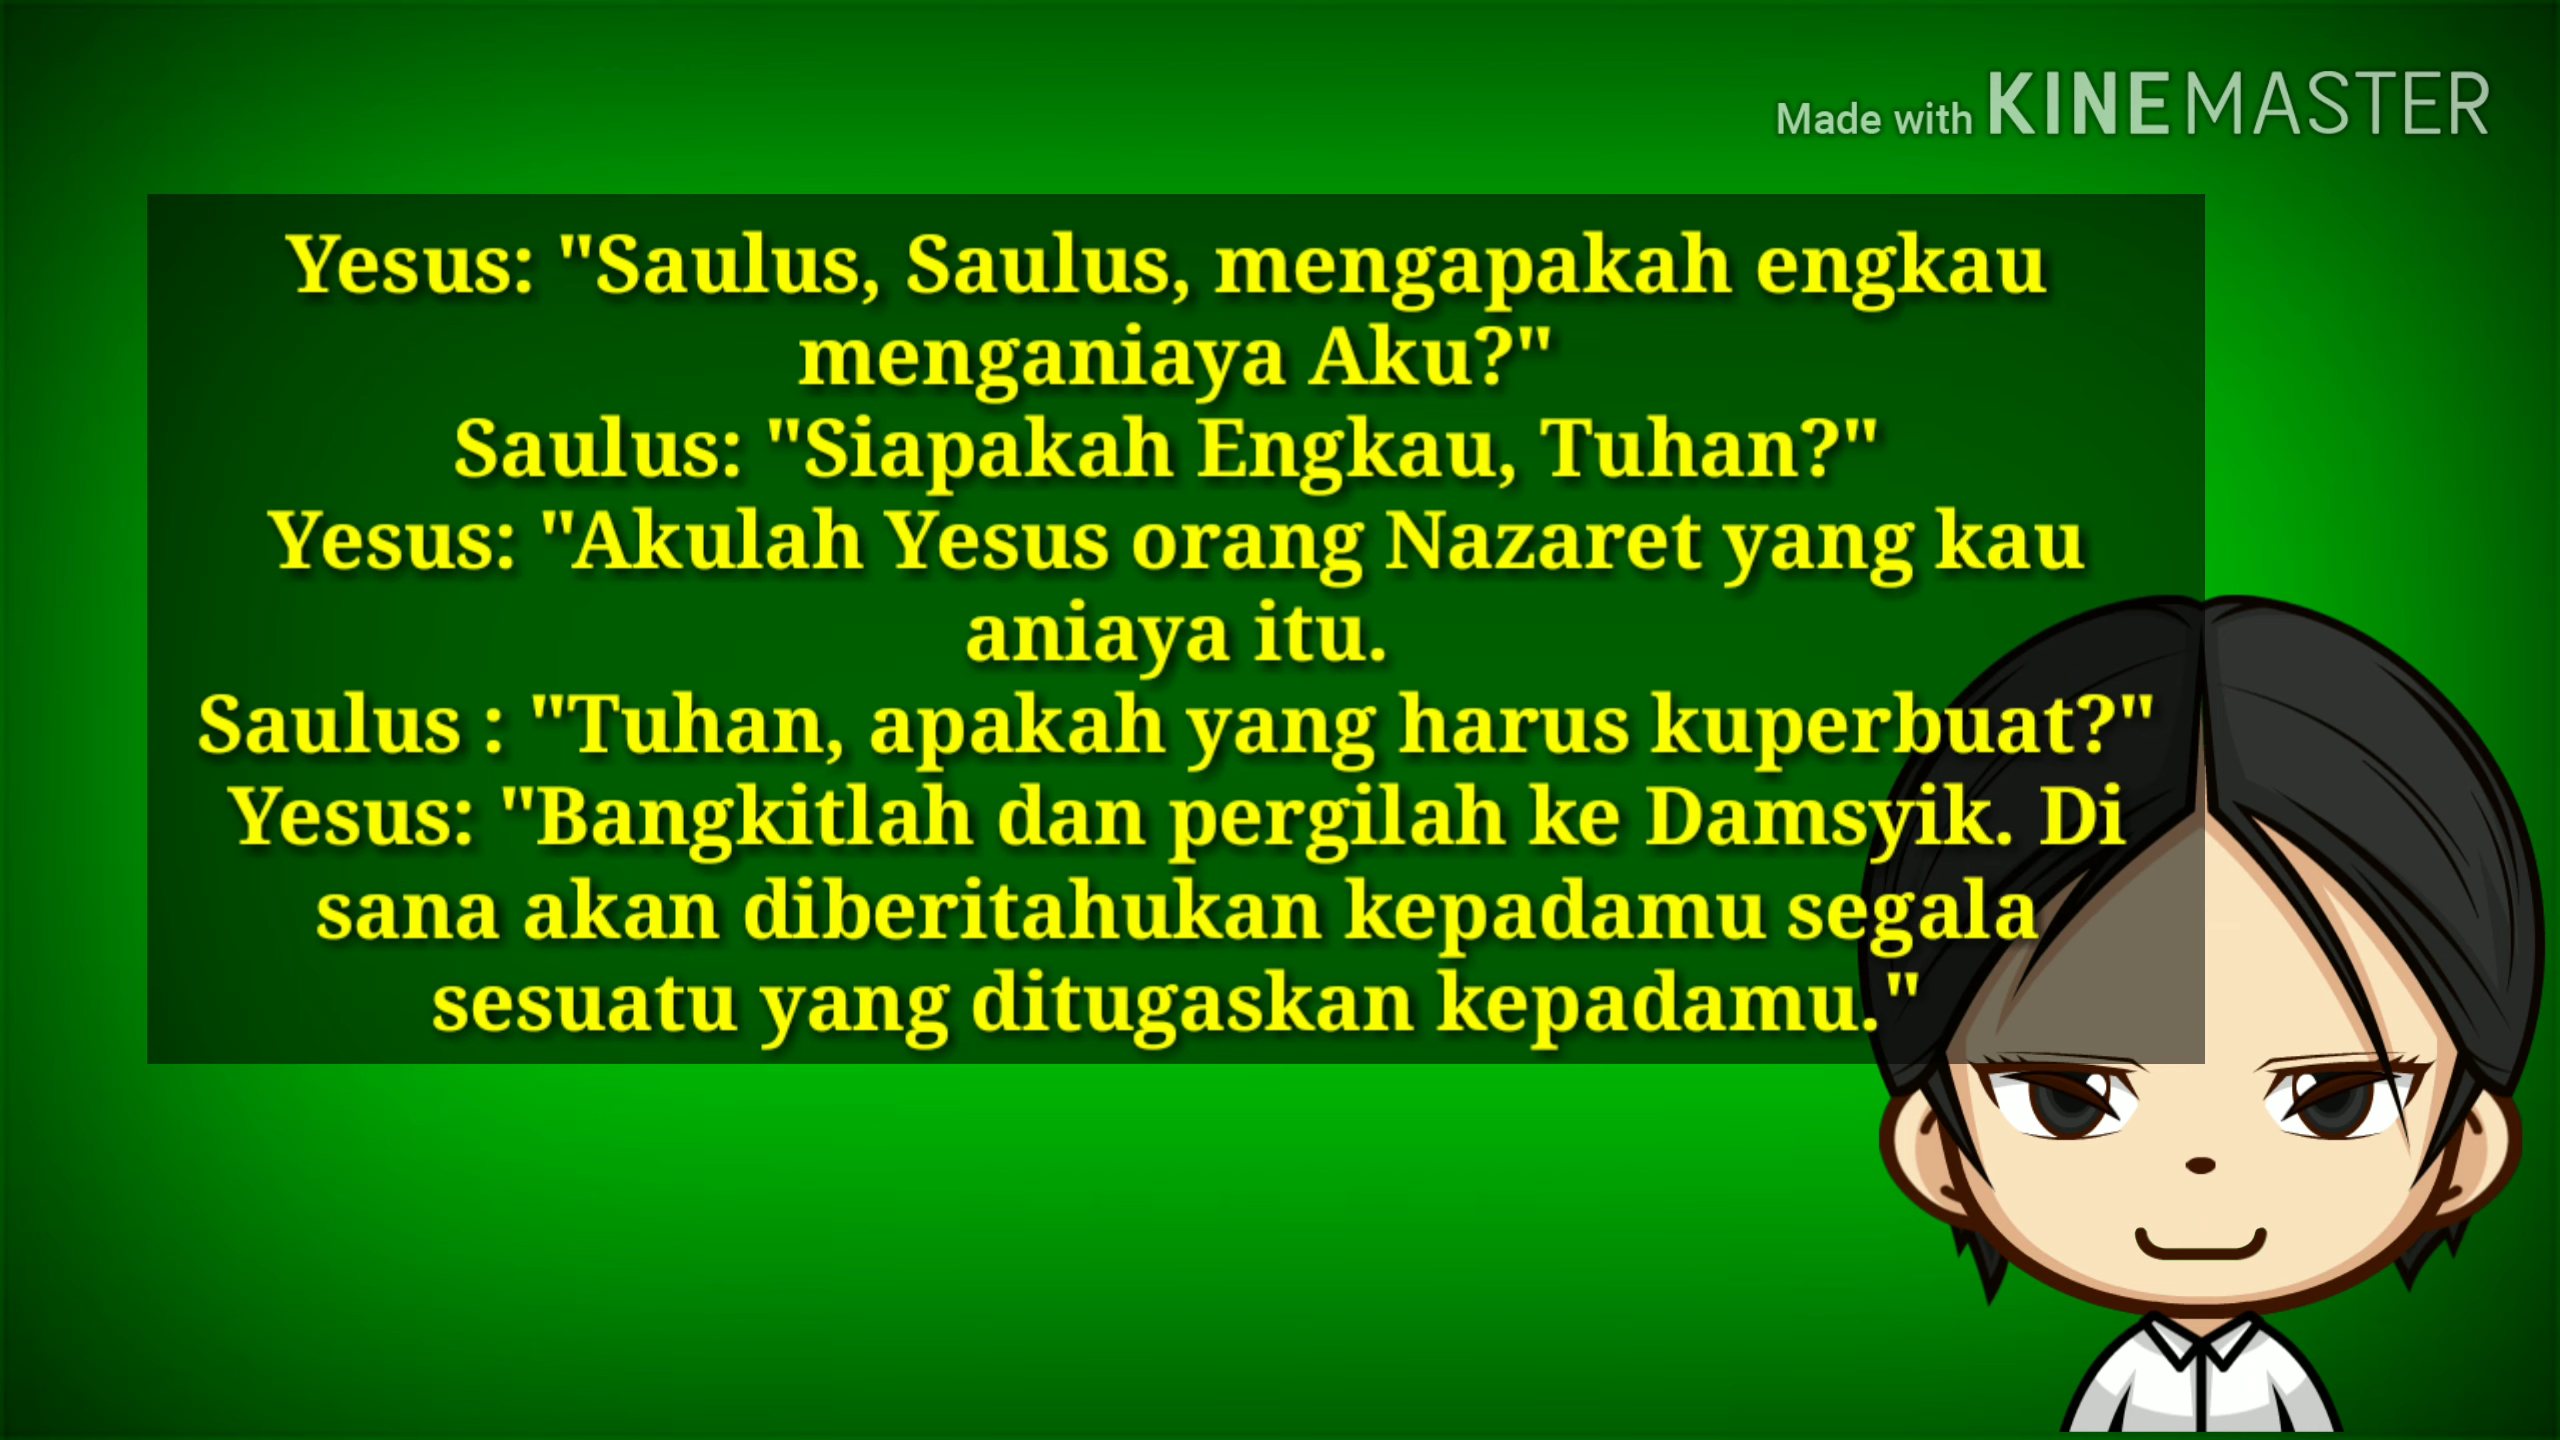 Made with KINEMASTER
Yesus: "Saulus, Saulus, mengapakah engkau
menganiaya Aku?"
Saulus: "Siapakah Engkau, Tuhan?"
Yesus: "Akulah Yesus orang Nazaret yang kau
aniaya itu.
Saulus : "Tuhan, apakah yang harus kuperbuat?"
Yesus: "Bangkitlah dan pergilah ke Damsyik. Di
sana akan diberitahukan kepadamu segala
sesuatu yang ditugaskan kepadamu."